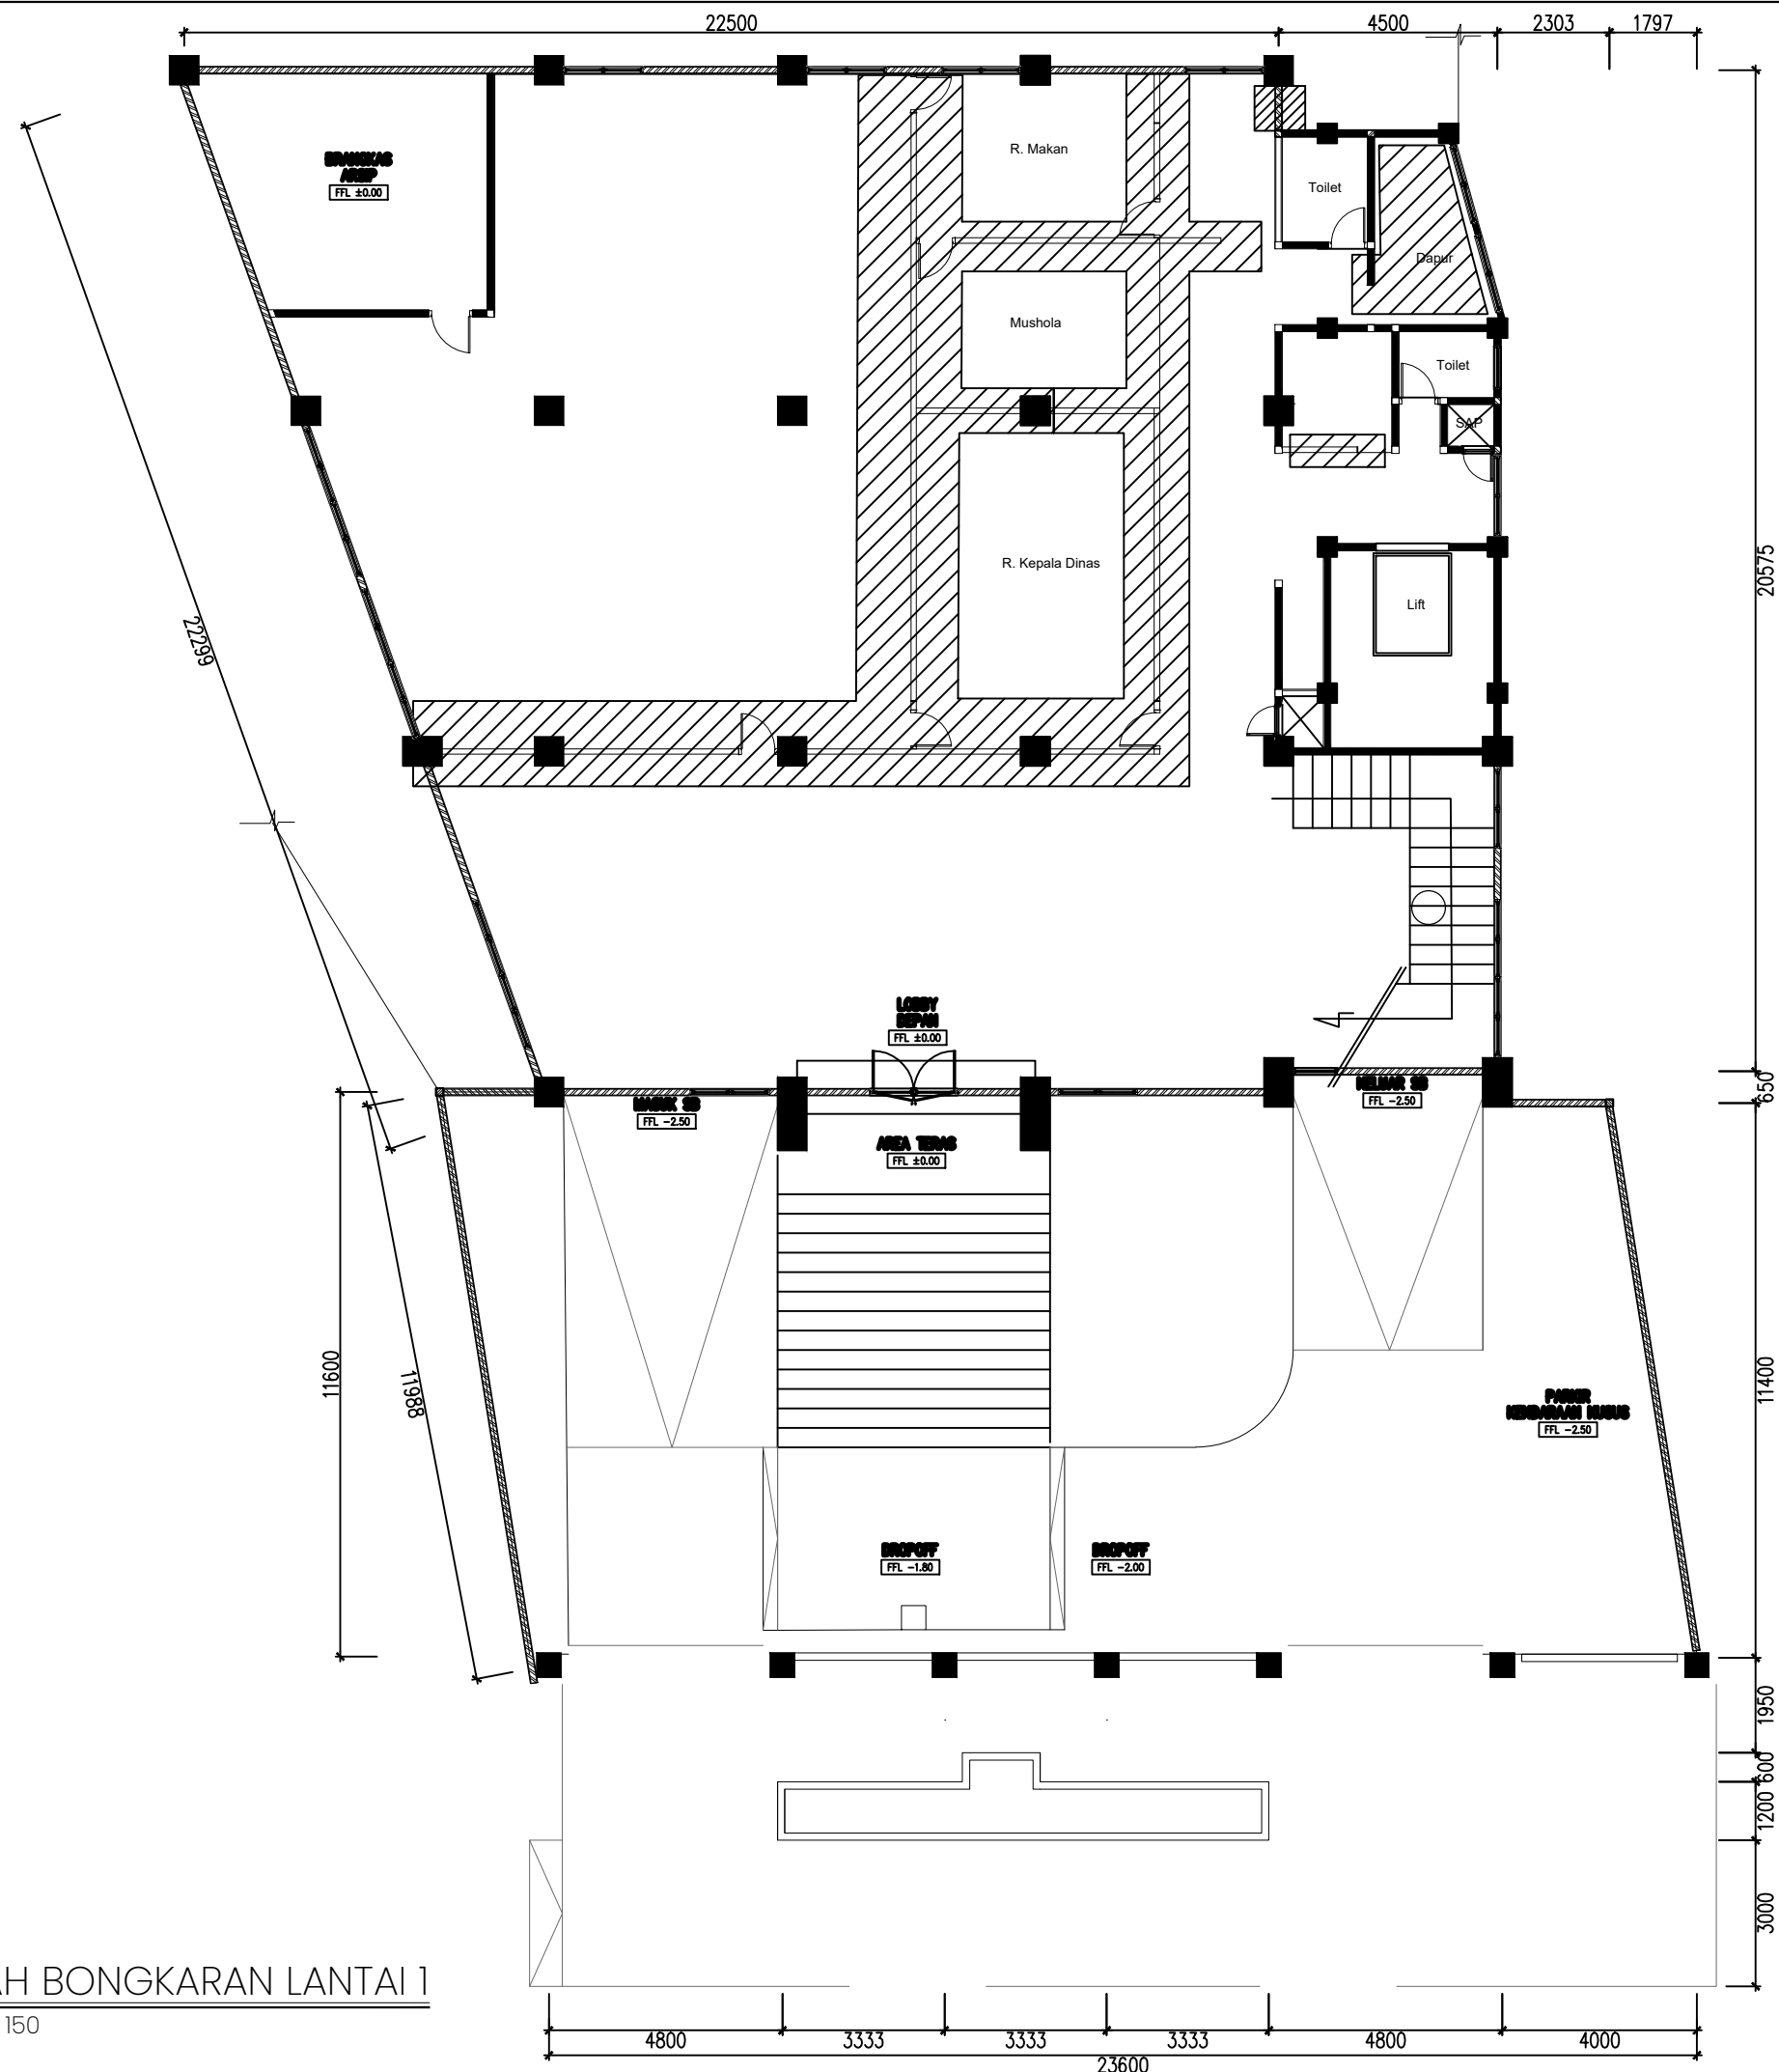 22500
4500
2303
1797
BRANGKAS
ARSIP
FFL ±0.00
R. Makan
Toilet
Dapur
Mushola
Toilet
SAP
R. Kepala Dinas
Lift
20575
22299
LOBBY
DEPAN
FFL ±0.00
MASUK SB
FFL -2.50
KELUAR SB
FFL -2.50
650
AREA TERAS
FFL ±0.00
11600
11988
11400
PARKIR
KENDARAAN KUSUS
FFL -2.50
DROPOFF
FFL -1.80
DROPOFF
FFL -2.00
1950
600
1200
3000
AH BONGKARAN LANTAI 1
150
4800
3333
3333
3333
4800
4000
23600